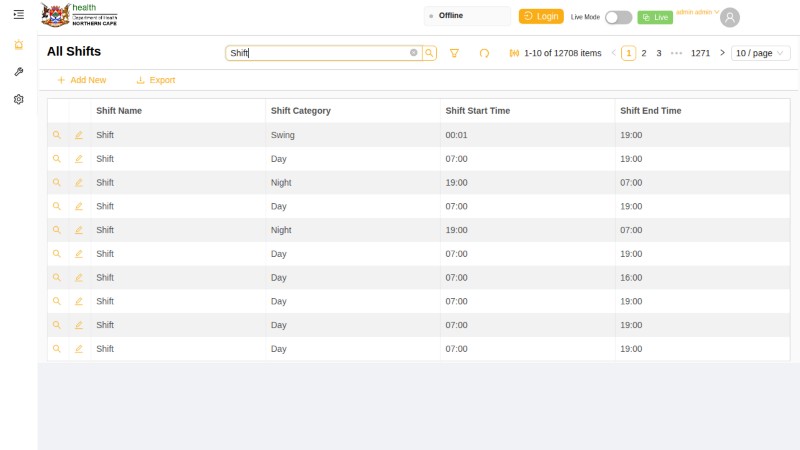 health
Department of Health
NORTHERN CAPE
Offline
Login
Live Mode
Live
admin admin
All Shifts
Shift
1-10 of 12708 items
1 2 3 ••• 1271
10 / page
Add New
Export
Shift Name Shift Category Shift Start Time Shift End Time
Shift Swing 00:01 19:00
Shift Day 07:00 19:00
Shift Night 19:00 07:00
Shift Day 07:00 19:00
Shift Night 19:00 07:00
Shift Day 07:00 19:00
Shift Day 07:00 16:00
Shift Day 07:00 19:00
Shift Day 07:00 19:00
Shift Day 07:00 19:00